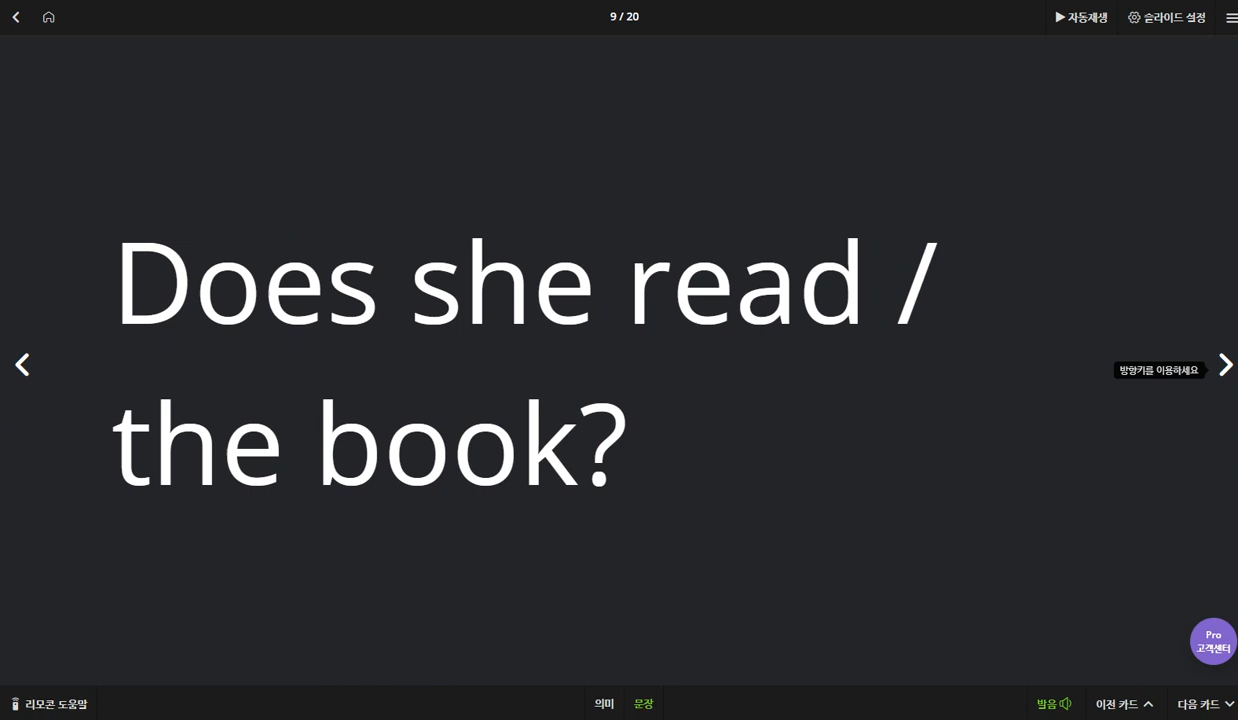 9 / 20
▶ 자동재생
슬라이드 설정
Does she read /
the book?
방향키를 이용하세요
Pro
고객센터
리모콘 도움말
의미
문장
발음
이전 카드
다음 카드